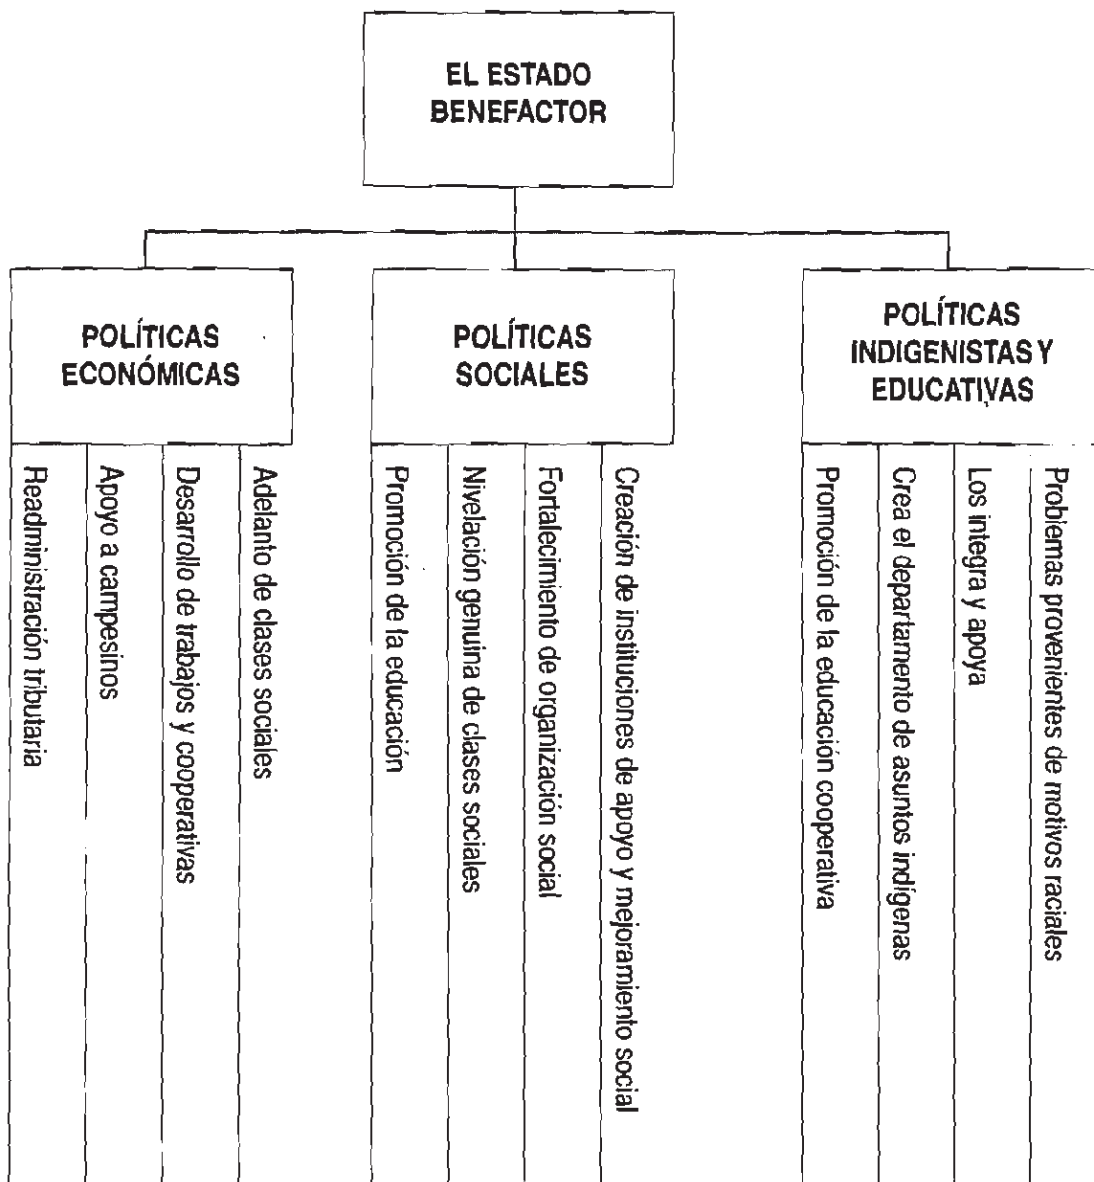 EL ESTADO
BENEFACTOR
POLÍTICAS
ECONÓMICAS
Readministración tributaria
Apoyo a campesinos
Desarrollo de trabajos y cooperativas
Adelanto de clases sociales
POLÍTICAS
SOCIALES
Promoción de la educación
Nivelación genuina de clases sociales
Fortalecimiento de organización social
Creación de instituciones de apoyo y mejoramiento social
POLÍTICAS
INDIGENISTAS Y
EDUCATIVAS
Promoción de la educación cooperativa
Crea el departamento de asuntos indígenas
Los integra y apoya
Problemas provenientes de motivos raciales